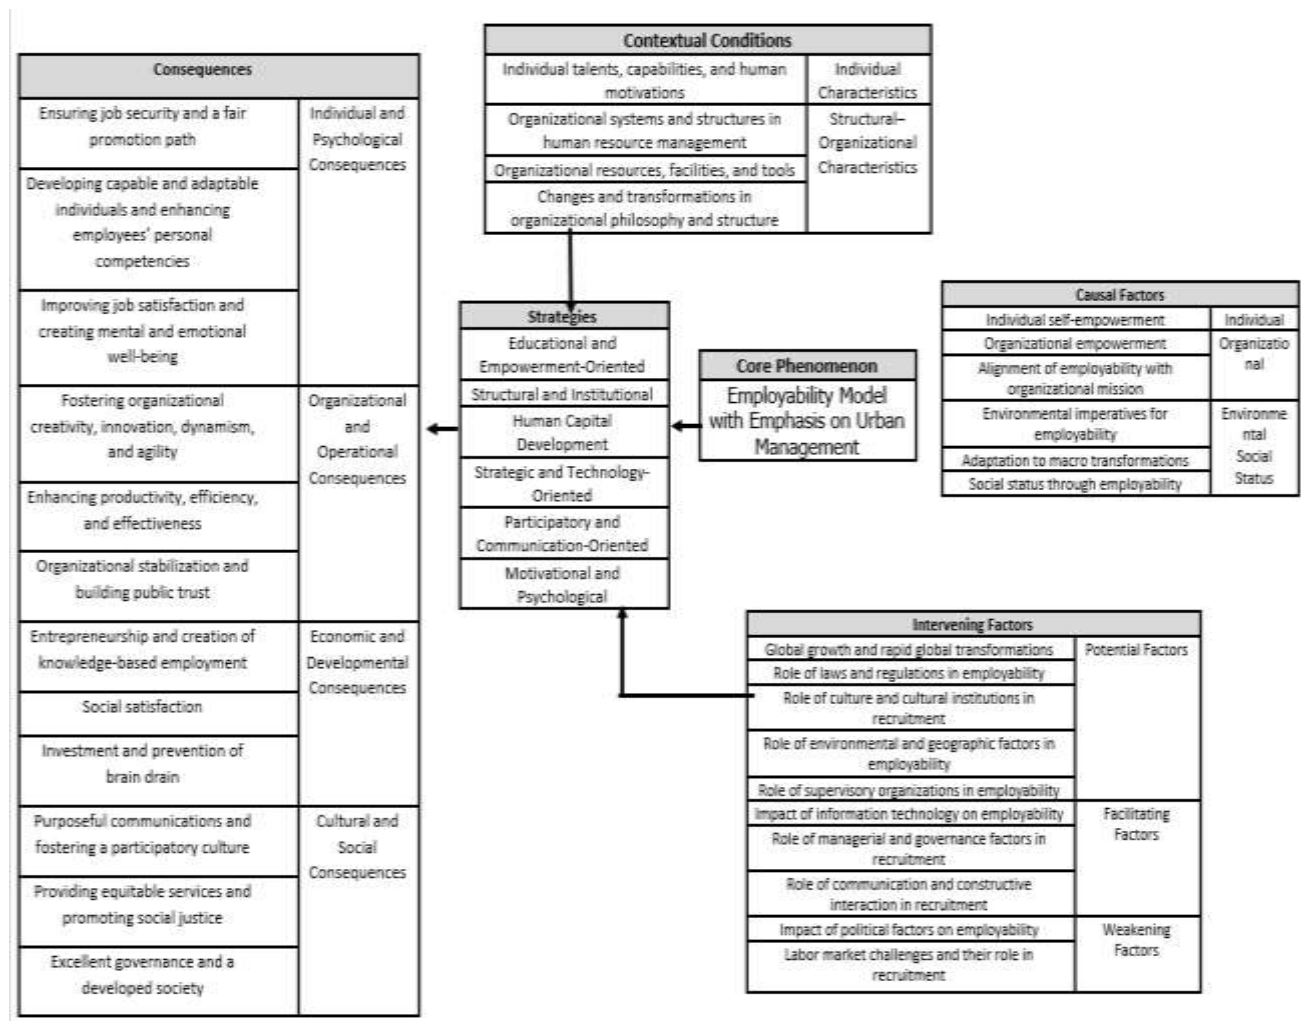 Contextual Conditions
Individual talents, capabilities, and human
motivations
Individual
Characteristics
Organizational systems and structures in
human resource management
Organizational resources, facilities, and tools
Changes and transformations in
organizational philosophy and structure
Structural–
Organizational
Characteristics
Consequences
Ensuring job security and a fair
promotion path
Developing capable and adaptable
individuals and enhancing
employees' personal
competencies
Improving job satisfaction and
creating mental and emotional
well-being
Individual and
Psychological
Consequences
Fostering organizational
creativity, innovation, dynamism,
and agility
Enhancing productivity, efficiency,
and effectiveness
Organizational stabilization and
building public trust
Organizational
and
Operational
Consequences
Entrepreneurship and creation of
knowledge-based employment
Social satisfaction
Investment and prevention of
brain drain
Economic and
Developmental
Consequences
Purposeful communications and
fostering a participatory culture
Providing equitable services and
promoting social justice
Excellent governance and a
developed society
Cultural and
Social
Consequences
Strategies
Educational and
Empowerment-Oriented
Structural and Institutional
Human Capital
Development
Strategic and Technology-
Oriented
Participatory and
Communication-Oriented
Motivational and
Psychological
Core Phenomenon
Employability Model
with Emphasis on Urban
Management
Causal Factors
Individual self-empowerment
Individual
Organizational empowerment
Alignment of employability with
organizational mission
Organizatio
nal
Environmental imperatives for
employability
Adaptation to macro transformations
Social status through employability
Environme
ntal
Social
Status
Intervening Factors
Global growth and rapid global transformations
Role of laws and regulations in employability
Role of culture and cultural institutions in
recruitment
Role of environmental and geographic factors in
employability
Role of supervisory organizations in employability
Potential Factors
Impact of information technology on employability
Role of managerial and governance factors in
recruitment
Role of communication and constructive
interaction in recruitment
Facilitating
Factors
Impact of political factors on employability
Labor market challenges and their role in
recruitment
Weakening
Factors